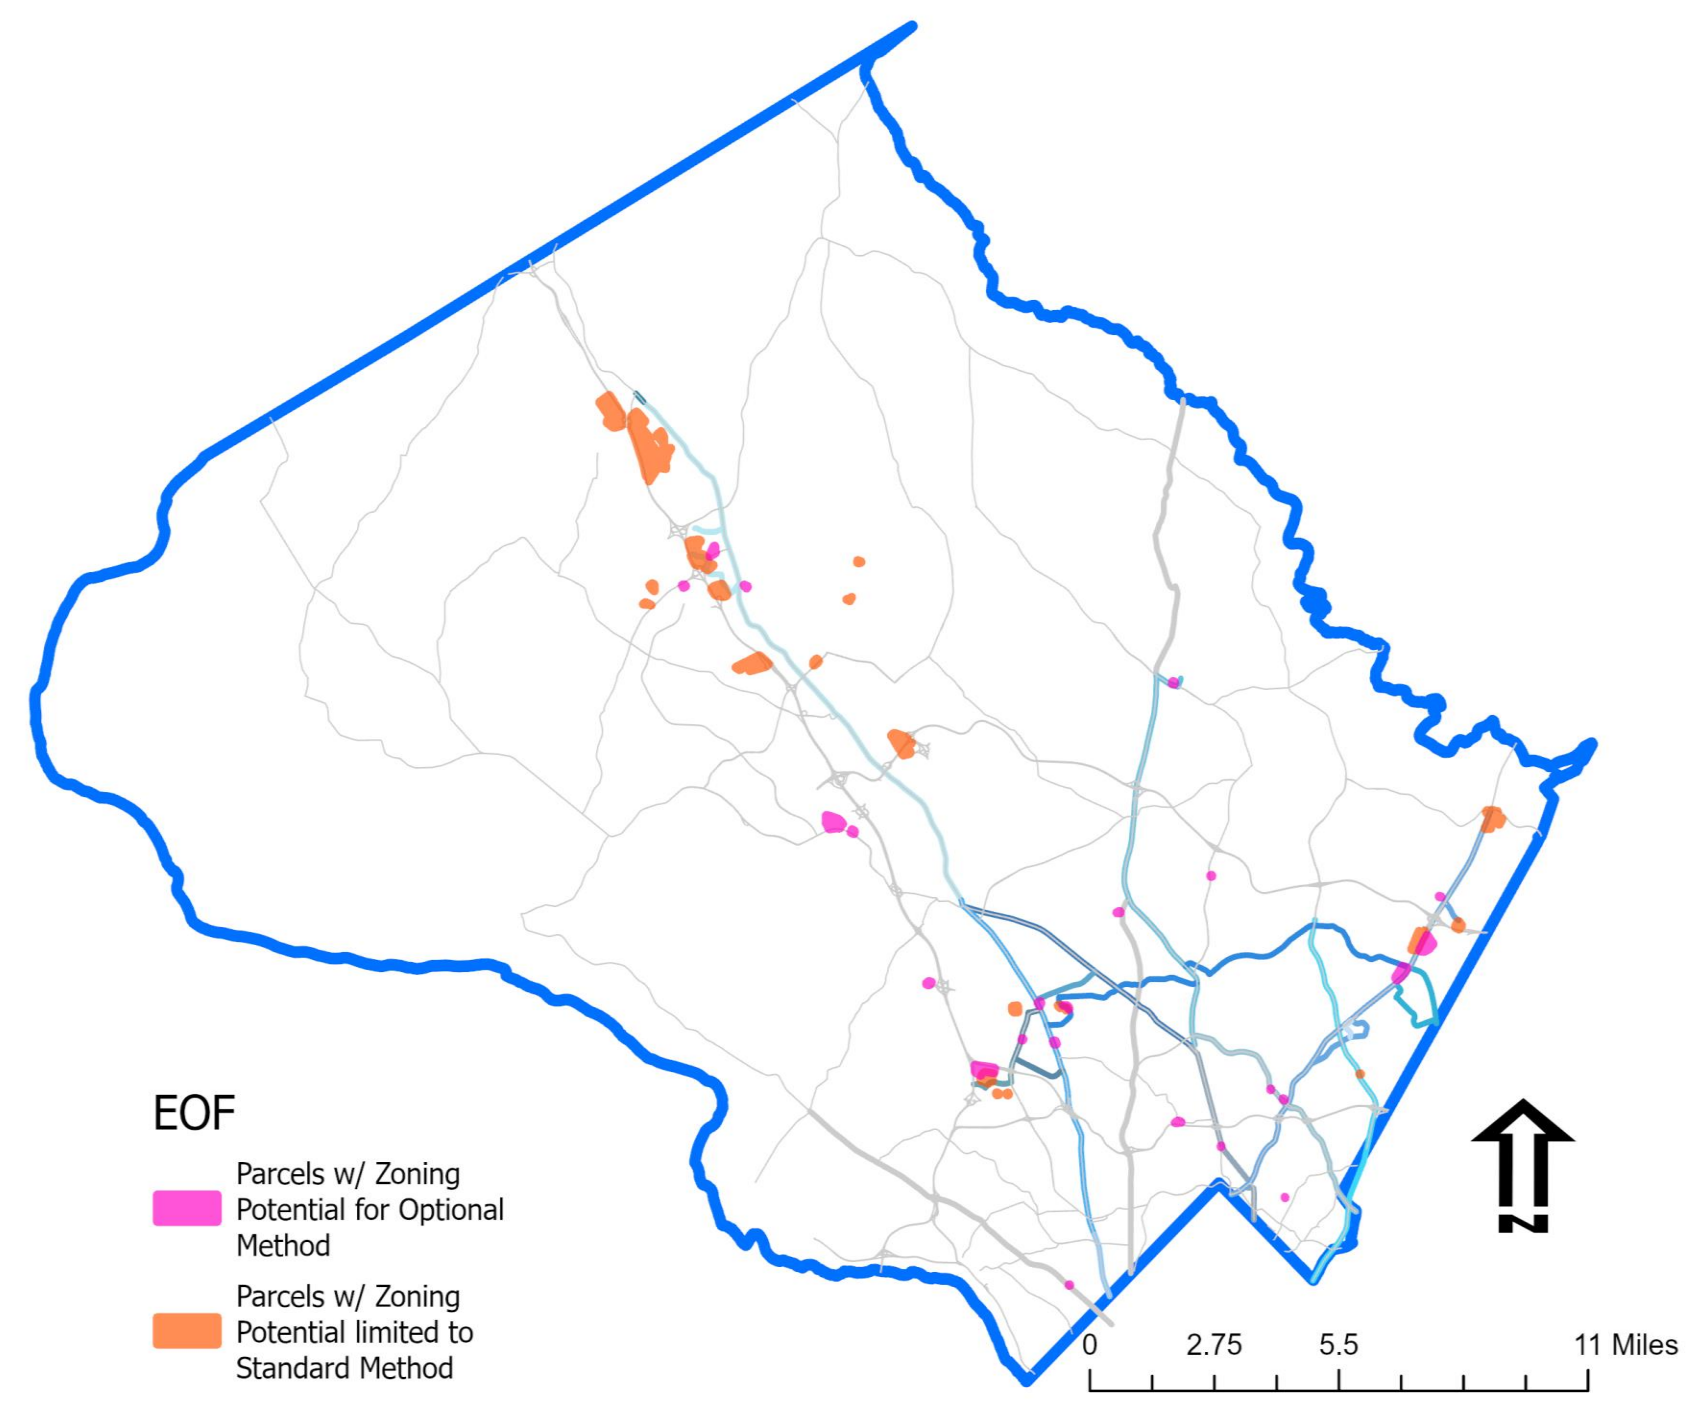 EOF
Parcels w/ Zoning
Potential for Optional
Method
Parcels w/ Zoning
Potential limited to
Standard Method
N
0 2.75 5.5 11 Miles